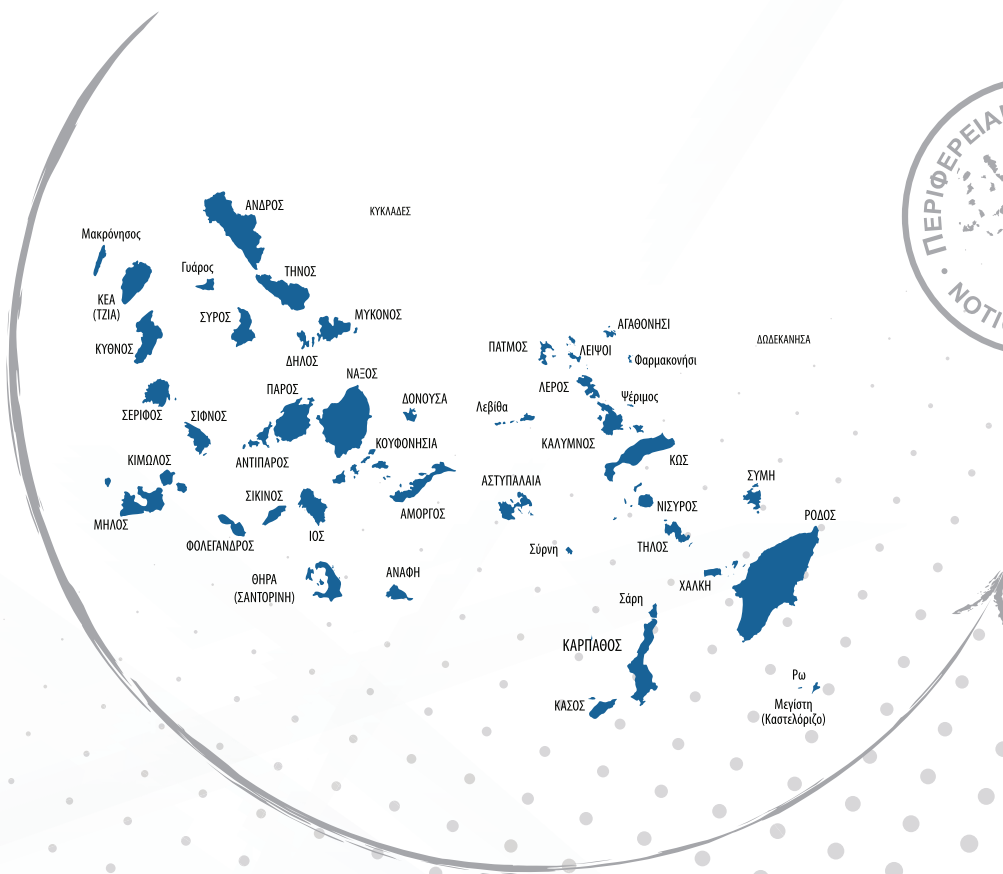 ΠΕΡΙΦΕΡΕΙΑ
ΝΟΤΙ
ΑΝΔΡΟΣ
ΚΥΚΛΑΔΕΣ
Μακρόνησος
Γυάρος
ΤΗΝΟΣ
ΚΕΑ
(ΤΖΙΑ)
ΣΥΡΟΣ
ΜΥΚΟΝΟΣ
ΑΓΑΘΟΝΗΣΙ
ΔΩΔΕΚΑΝΗΣΑ
ΚΥΘΝΟΣ
ΔΗΛΟΣ
ΠΑΤΜΟΣ
ΛΕΙΨΟΙ
Φαρμακονήσι
ΝΑΞΟΣ
ΠΑΡΟΣ
ΔΟΝΟΥΣΑ
ΛΕΡΟΣ
Ψέριμος
ΣΕΡΙΦΟΣ
ΣΙΦΝΟΣ
Λεβίθα
ΚΟΥΦΟΝΗΣΙΑ
ΚΑΛΥΜΝΟΣ
ΚΙΜΩΛΟΣ
ΑΝΤΙΠΑΡΟΣ
ΚΩΣ
ΑΣΤΥΠΑΛΑΙΑ
ΣΥΜΗ
ΣΙΚΙΝΟΣ
ΑΜΟΡΓΟΣ
ΝΙΣΥΡΟΣ
ΡΟΔΟΣ
ΜΗΛΟΣ
ΙΟΣ
ΦΟΛΕΓΑΝΔΡΟΣ
Σύρνη
ΤΗΛΟΣ
ΘΗΡΑ
(ΣΑΝΤΟΡΙΝΗ)
ΑΝΑΦΗ
ΧΑΛΚΗ
Σάρη
ΚΑΡΠΑΘΟΣ
Ρω
ΚΑΣΟΣ
Μεγίστη
(Καστελόριζο)